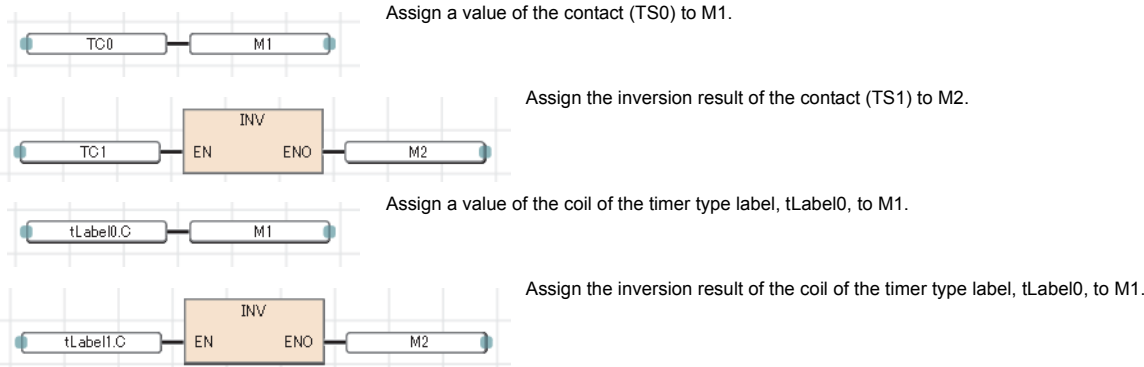 Assign a value of the contact (TS0) to M1.
TC0 M1
Assign the inversion result of the contact (TS1) to M2.
INV
TC1 EN ENO M2
Assign a value of the coil of the timer type label, tLabel0, to M1.
tLabel0.C M1
Assign the inversion result of the coil of the timer type label, tLabel0, to M1.
INV
tLabel1.C EN ENO M2